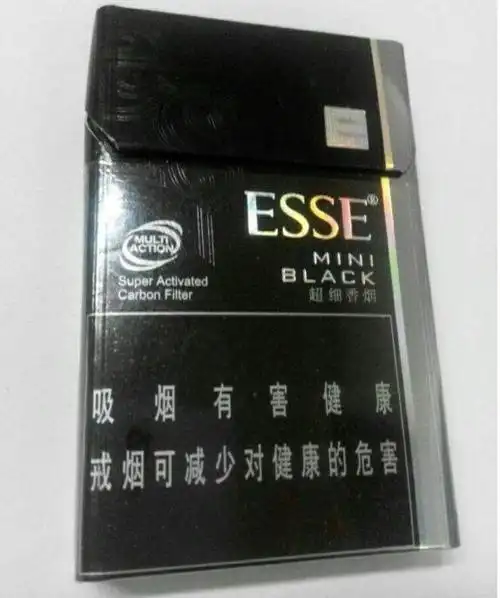 ESSE®
MULTI
ACTION
MINI
BLACK
Super Activated
Carbon Filter
超细香烟
吸烟有害健康
戒烟可减少对健康的危害